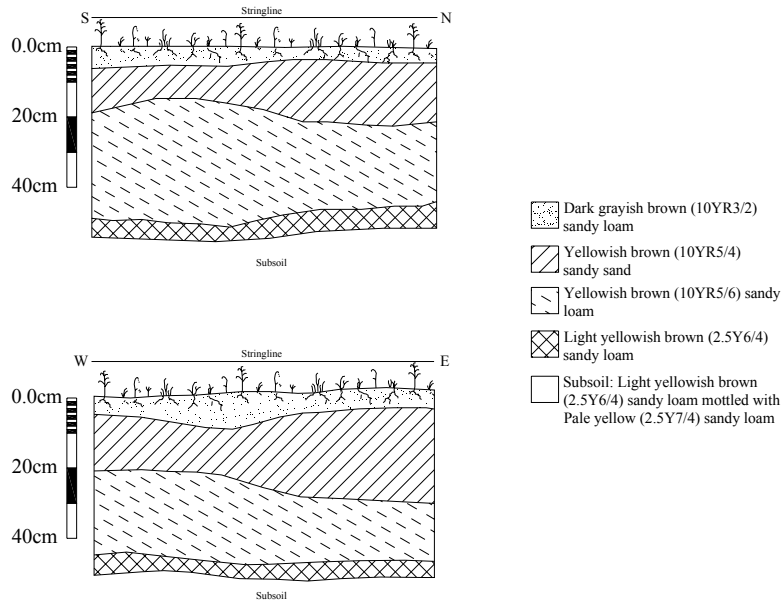 Stringline
S
N
0.0cm
20cm
40cm
Subsoil
Dark grayish brown (10YR3/2)
sandy loam
Yellowish brown (10YR5/4)
sandy sand
Yellowish brown (10YR5/6) sandy
loam
Light yellowish brown (2.5Y6/4)
sandy loam
Subsoil: Light yellowish brown
(2.5Y6/4) sandy loam mottled with
Pale yellow (2.5Y7/4) sandy loam
Stringline
W
E
0.0cm
20cm
40cm
Subsoil